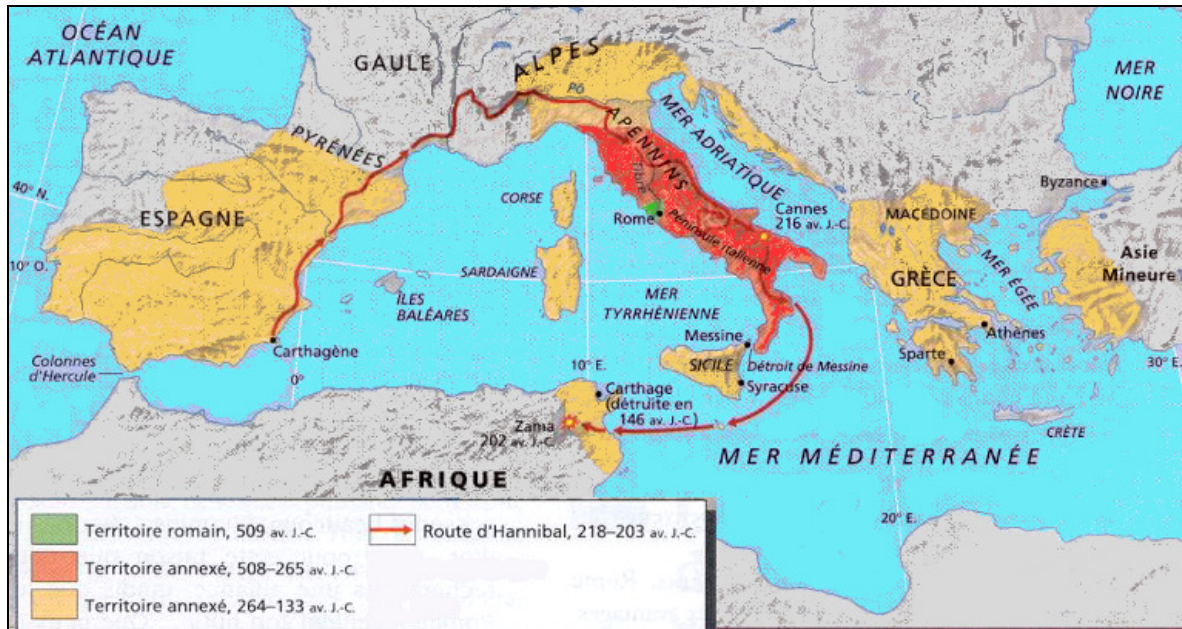 OCÉAN
ATLANTIQUE
GAULE
ALPES
Pô
MER
NOIRE
PYRÉNÉES
APENNINS
MER ADRIATIQUE
40° N.
ESPAGNE
CORSE
Tibre
Rome
Cannes
216 av. J.-C.
Péninsule italienne
Byzance
MACÉDOINE
Asie
Mineure
10° O.
SARDAIGNE
GRÈCE
MER ÉGÉE
ÎLES
BALÉARES
MER
TYRRHÉNIENNE
Athènes
Carthagène
Messine
SICILE
Détroit de Messine
Sparte
Colonnes
d'Hercule
0°
10° E.
Syracuse
30° E.
Carthage
(détruite en
146 av. J.-C.)
Zama
202 av. J.-C.
CRÈTE
MER MÉDITERRANÉE
AFRIQUE
20° E.
Territoire romain, 509 av. J.-C.
Route d'Hannibal, 218–203 av. J.-C.
Territoire annexé, 508–265 av. J.-C.
Territoire annexé, 264–133 av. J.-C.